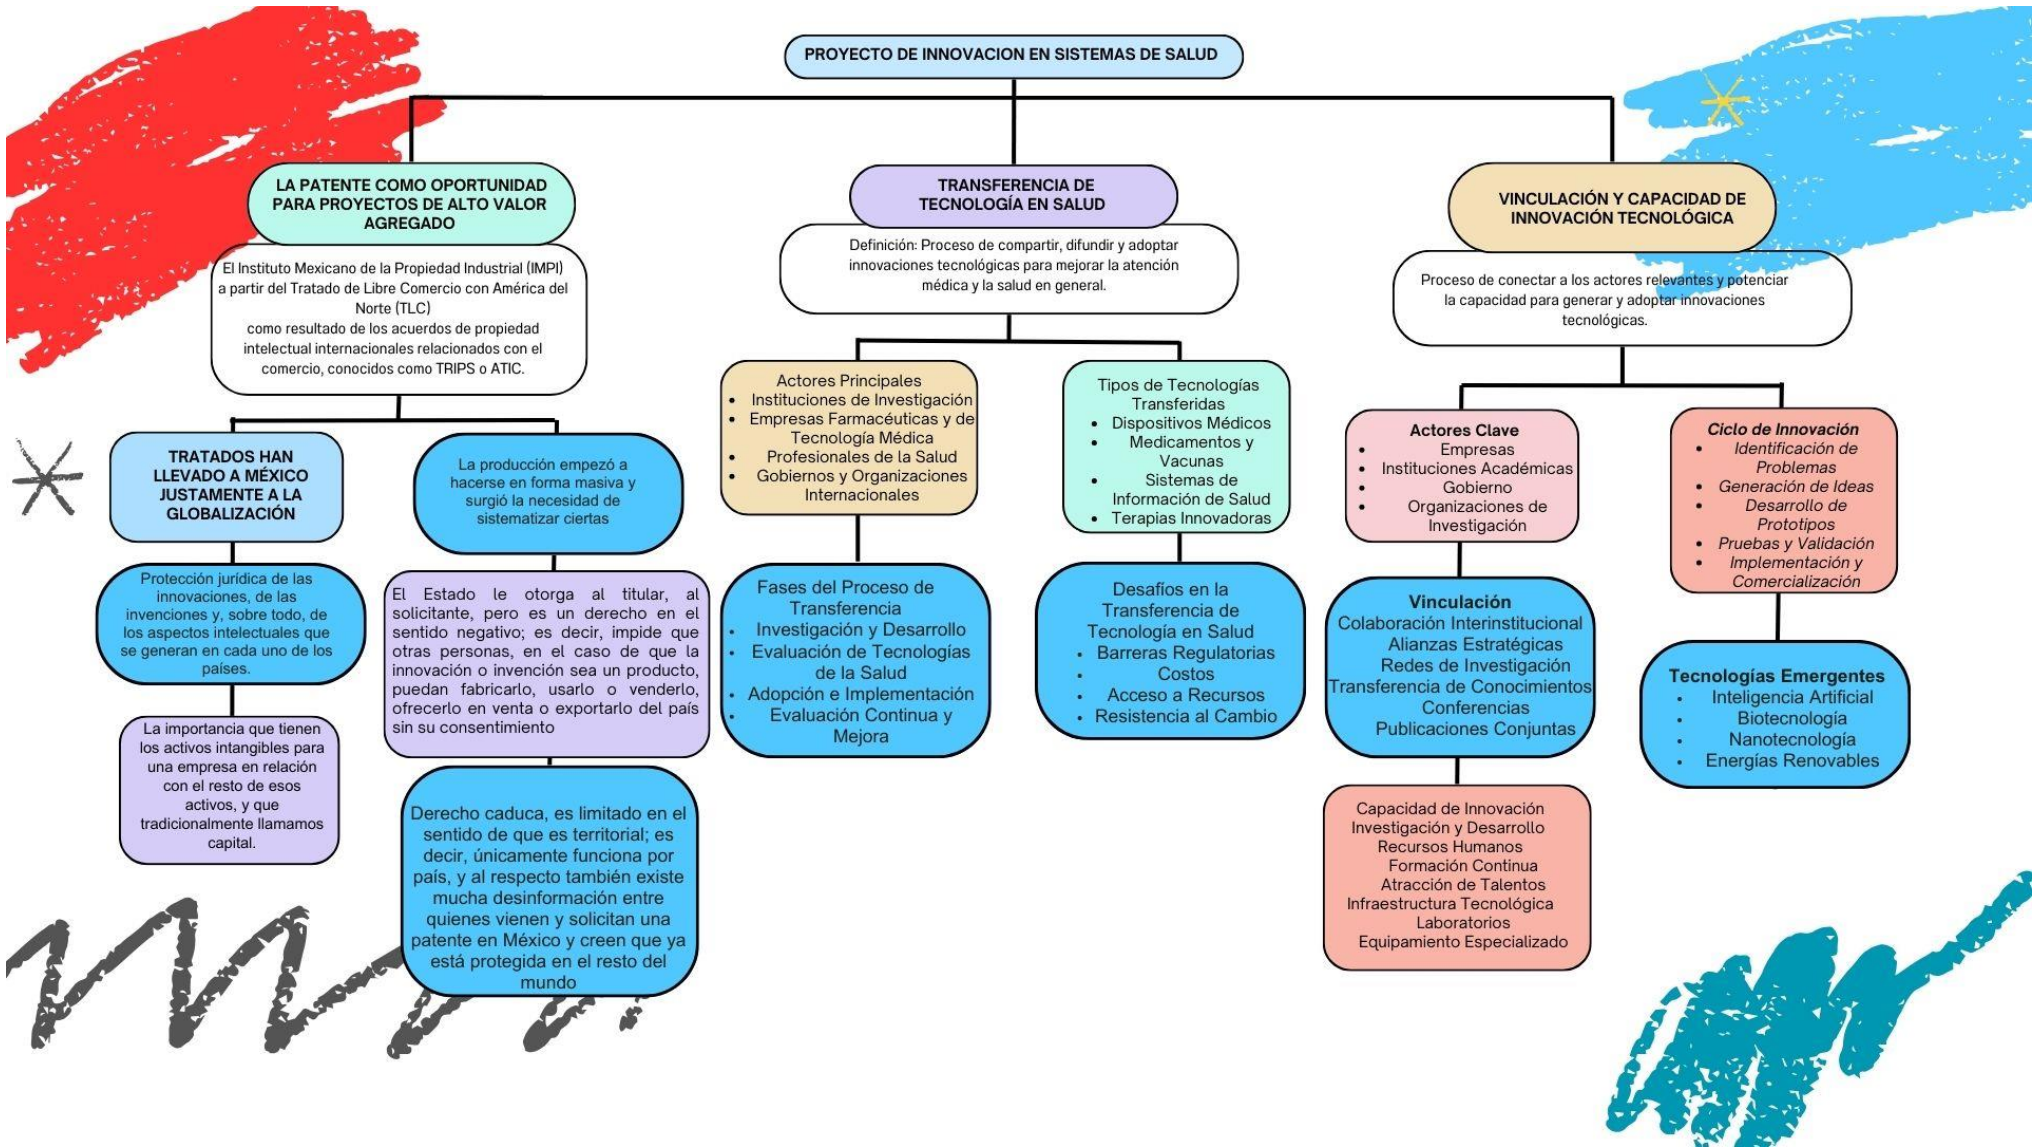 PROYECTO DE INNOVACION EN SISTEMAS DE SALUD
LA PATENTE COMO OPORTUNIDAD
PARA PROYECTOS DE ALTO VALOR
AGREGADO
El Instituto Mexicano de la Propiedad Industrial (IMPI)
a partir del Tratado de Libre Comercio con América del
Norte (TLC)
como resultado de los acuerdos de propiedad
intelectual internacionales relacionados con el
comercio, conocidos como TRIPS o ATIC.
TRATADOS HAN
LLEVADO A MÉXICO
JUSTAMENTE A LA
GLOBALIZACIÓN
Protección jurídica de las
innovaciones, de las
invenciones y, sobre todo, de
los aspectos intelectuales que
se generan en cada uno de los
países.
La importancia que tienen
los activos intangibles para
una empresa en relación
con el resto de esos
activos, y que
tradicionalmente llamamos
capital.
La producción empezó a
hacerse en forma masiva y
surgió la necesidad de
sistematizar ciertas
El Estado le otorga al titular, al
solicitante, pero es un derecho en el
sentido negativo; es decir, impide que
otras personas, en el caso de que la
innovación o invención sea un producto,
puedan fabricarlo, usarlo o venderlo,
ofrecerlo en venta o exportarlo del país
sin su consentimiento
Derecho caduca, es limitado en el
sentido de que es territorial; es
decir, únicamente funciona por
país, y al respecto también existe
mucha desinformación entre
quienes vienen y solicitan una
patente en México y creen que ya
está protegida en el resto del
mundo
TRANSFERENCIA DE
TECNOLOGÍA EN SALUD
Definición: Proceso de compartir, difundir y adoptar
innovaciones tecnológicas para mejorar la atención
médica y la salud en general.
Actores Principales
• Instituciones de Investigación
• Empresas Farmacéuticas y de
Tecnología Médica
• Profesionales de la Salud
• Gobiernos y Organizaciones
Internacionales
Fases del Proceso de
Transferencia
• Investigación y Desarrollo
• Evaluación de Tecnologías
de la Salud
• Adopción e Implementación
• Evaluación Continua y
Mejora
Tipos de Tecnologías
Transferidas
• Dispositivos Médicos
• Medicamentos y
Vacunas
• Sistemas de
Información de Salud
• Terapias Innovadoras
Desafíos en la
Transferencia de
Tecnología en Salud
• Barreras Regulatorias
• Costos
• Acceso a Recursos
• Resistencia al Cambio
VINCULACIÓN Y CAPACIDAD DE
INNOVACIÓN TECNOLÓGICA
Proceso de conectar a los actores relevantes y potenciar
la capacidad para generar y adoptar innovaciones
tecnológicas.
Actores Clave
• Empresas
• Instituciones Académicas
• Gobierno
• Organizaciones de
Investigación
Vinculación
Colaboración Interinstitucional
Alianzas Estratégicas
Redes de Investigación
Transferencia de Conocimientos
Conferencias
Publicaciones Conjuntas
Capacidad de Innovación
Investigación y Desarrollo
Recursos Humanos
Formación Continua
Atracción de Talentos
Infraestructura Tecnológica
Laboratorios
Equipamiento Especializado
Ciclo de Innovación
• Identificación de
Problemas
• Generación de Ideas
• Desarrollo de
Prototipos
• Pruebas y Validación
• Implementación y
Comercialización
Tecnologías Emergentes
• Inteligencia Artificial
• Biotecnología
• Nanotecnología
• Energías Renovables